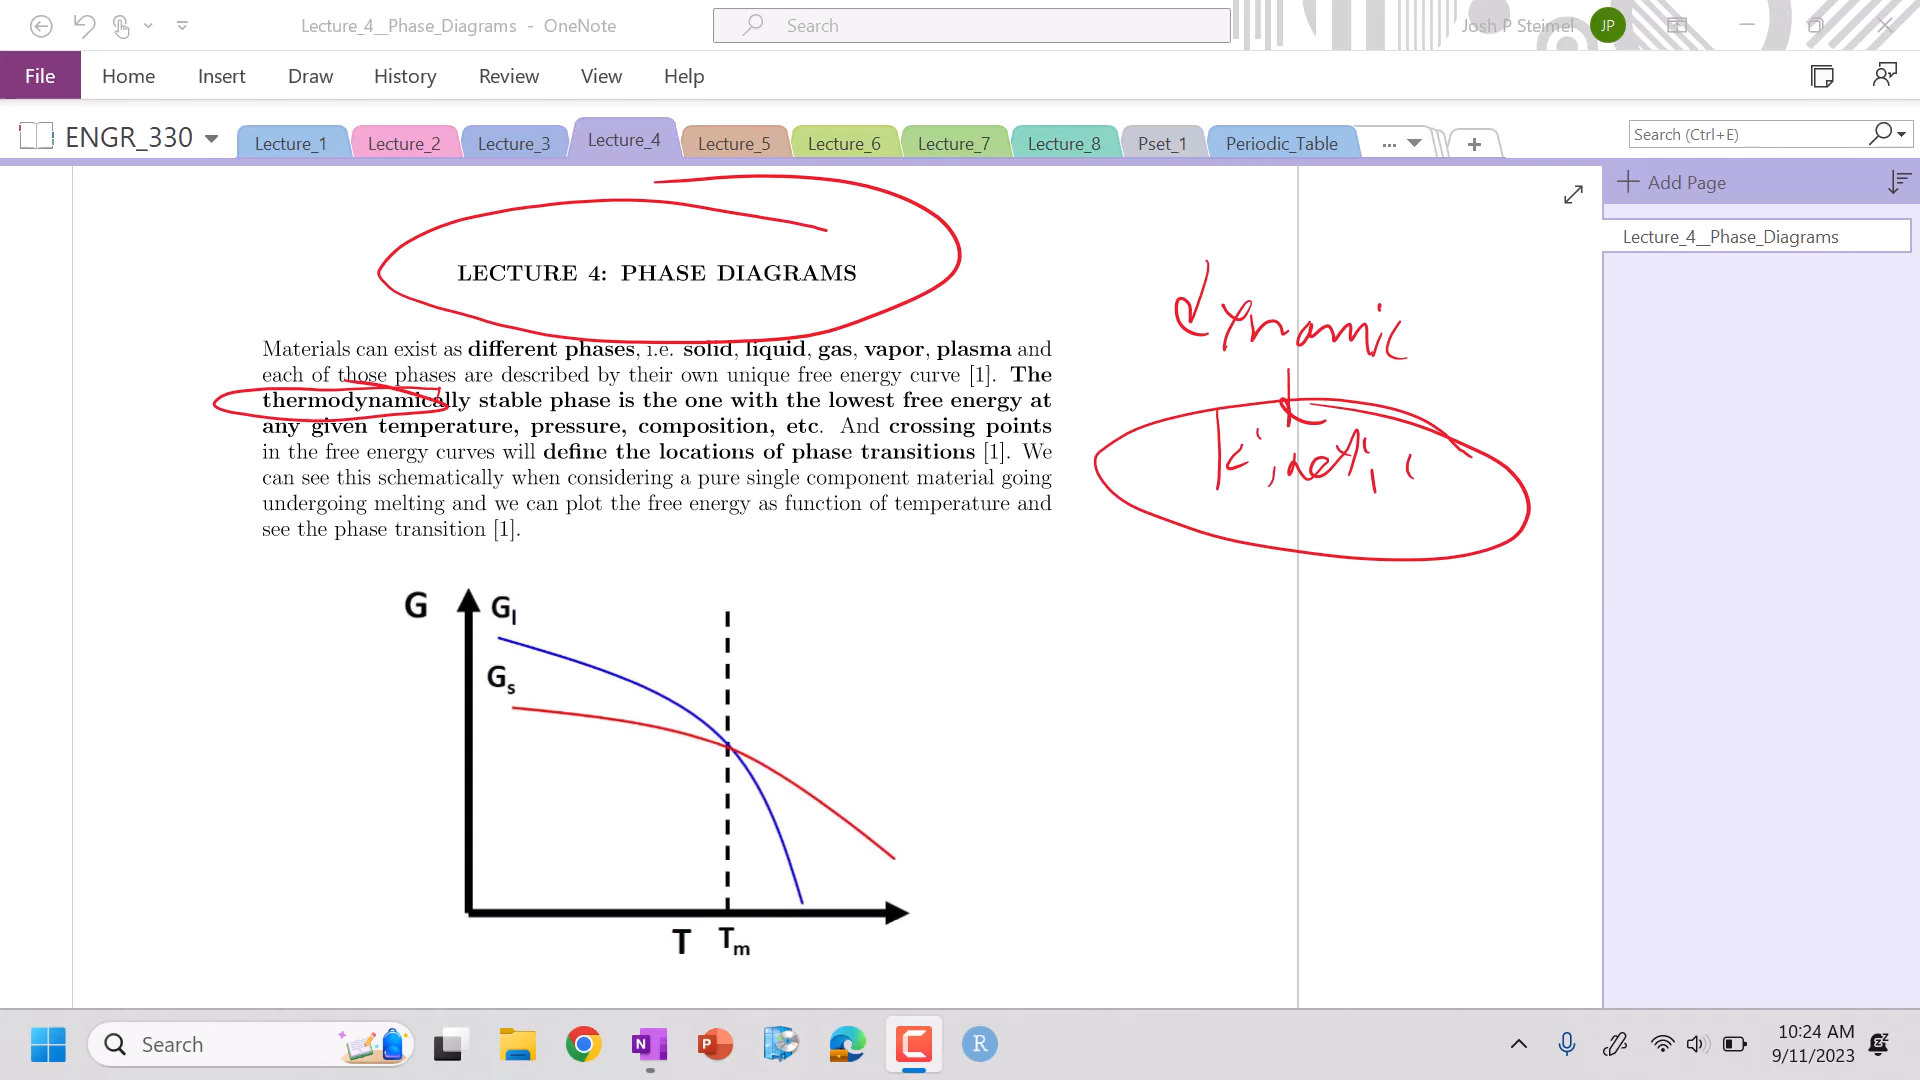 Lecture_4__Phase_Diagrams - OneNote
Search
Josh P Steimel
JP
File Home Insert Draw History Review View Help
ENGR_330
Lecture_1 Lecture_2 Lecture_3 Lecture_4 Lecture_5 Lecture_6 Lecture_7 Lecture_8 Pset_1 Periodic_Table ...
Search (Ctrl+E)
Add Page
Lecture_4__Phase_Diagrams
LECTURE 4: PHASE DIAGRAMS
dynamic
kinetic
Materials can exist as different phases, i.e. solid, liquid, gas, vapor, plasma and
each of those phases are described by their own unique free energy curve [1]. The
thermodynamically stable phase is the one with the lowest free energy at
any given temperature, pressure, composition, etc. And crossing points
in the free energy curves will define the locations of phase transitions [1]. We
can see this schematically when considering a pure single component material going
undergoing melting and we can plot the free energy as function of temperature and
see the phase transition [1].
G
Gl
Gs
T Tm
Search
10:24 AM
9/11/2023